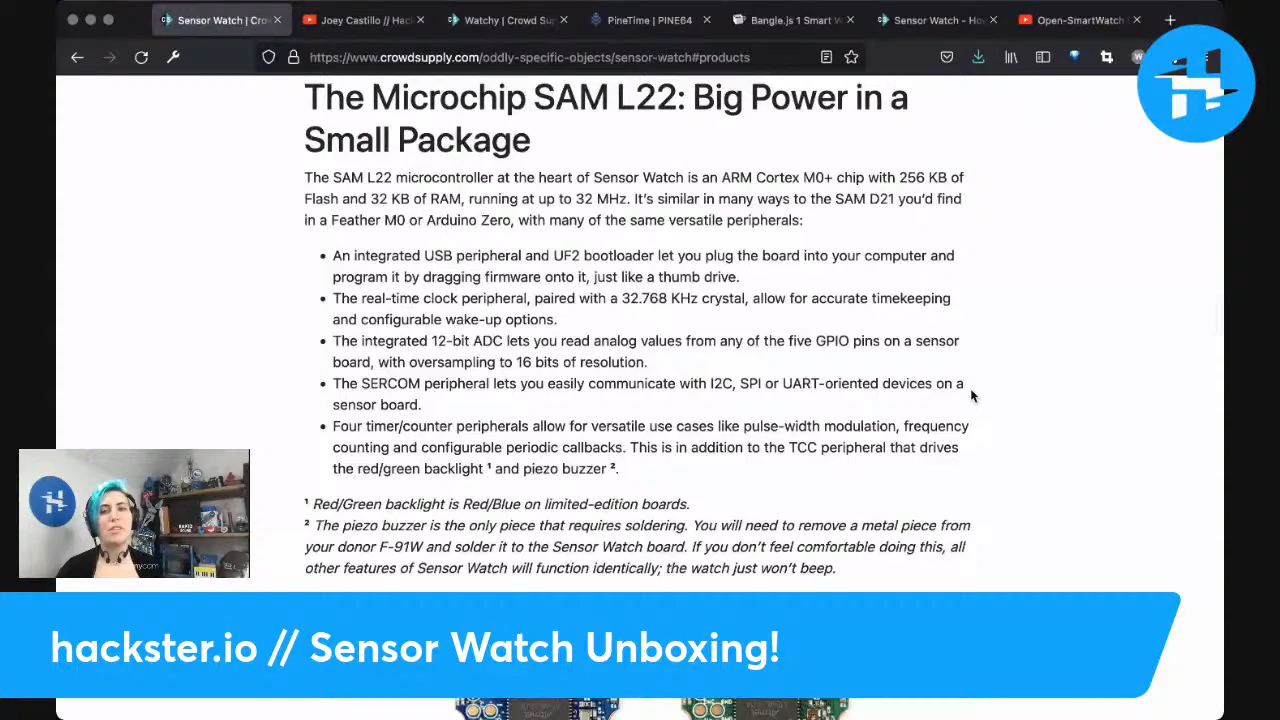 Sensor Watch | Crow
Joey Castillo // Hack
Watchy | Crowd Sup
PineTime | PINE64
Bangle.js 1 Smart W
Sensor Watch - How
Open-SmartWatch
https://www.crowdsupply.com/oddly-specific-objects/sensor-watch#products
The Microchip SAM L22: Big Power in a
Small Package
The SAM L22 microcontroller at the heart of Sensor Watch is an ARM Cortex M0+ chip with 256 KB of
Flash and 32 KB of RAM, running at up to 32 MHz. It's similar in many ways to the SAM D21 you'd find
in a Feather M0 or Arduino Zero, with many of the same versatile peripherals:
• An integrated USB peripheral and UF2 bootloader let you plug the board into your computer and
program it by dragging firmware onto it, just like a thumb drive.
• The real-time clock peripheral, paired with a 32.768 KHz crystal, allow for accurate timekeeping
and configurable wake-up options.
• The integrated 12-bit ADC lets you read analog values from any of the five GPIO pins on a sensor
board, with oversampling to 16 bits of resolution.
• The SERCOM peripheral lets you easily communicate with I2C, SPI or UART-oriented devices on a
sensor board.
• Four timer/counter peripherals allow for versatile use cases like pulse-width modulation, frequency
counting and configurable periodic callbacks. This is in addition to the TCC peripheral that drives
the red/green backlight ¹ and piezo buzzer ².
¹ Red/Green backlight is Red/Blue on limited-edition boards.
² The piezo buzzer is the only piece that requires soldering. You will need to remove a metal piece from
your donor F-91W and solder it to the Sensor Watch board. If you don't feel comfortable doing this, all
other features of Sensor Watch will function identically; the watch just won't beep.
hackster.io // Sensor Watch Unboxing!